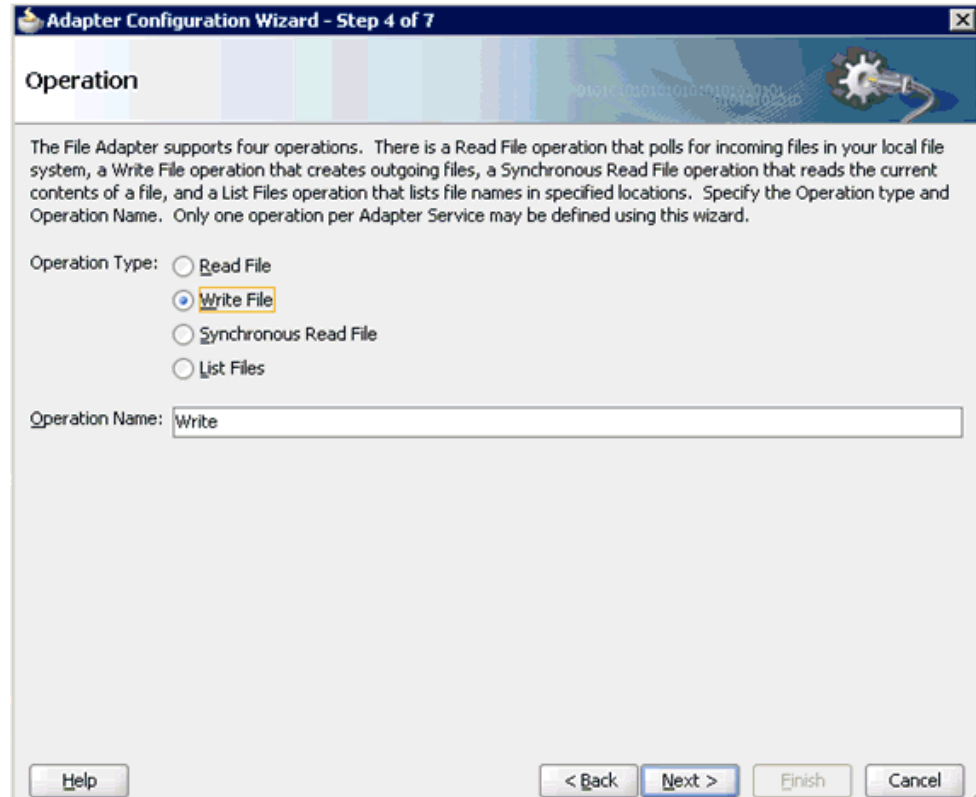 Adapter Configuration Wizard - Step 4 of 7
Operation
The File Adapter supports four operations.  There is a Read File operation that polls for incoming files in your local file
system, a Write File operation that creates outgoing files, a Synchronous Read File operation that reads the current
contents of a file, and a List Files operation that lists file names in specified locations.  Specify the Operation type and
Operation Name.  Only one operation per Adapter Service may be defined using this wizard.
Operation Type: Read File
Write File
Synchronous Read File
List Files
Operation Name: Write
Help < Back Next > Finish Cancel